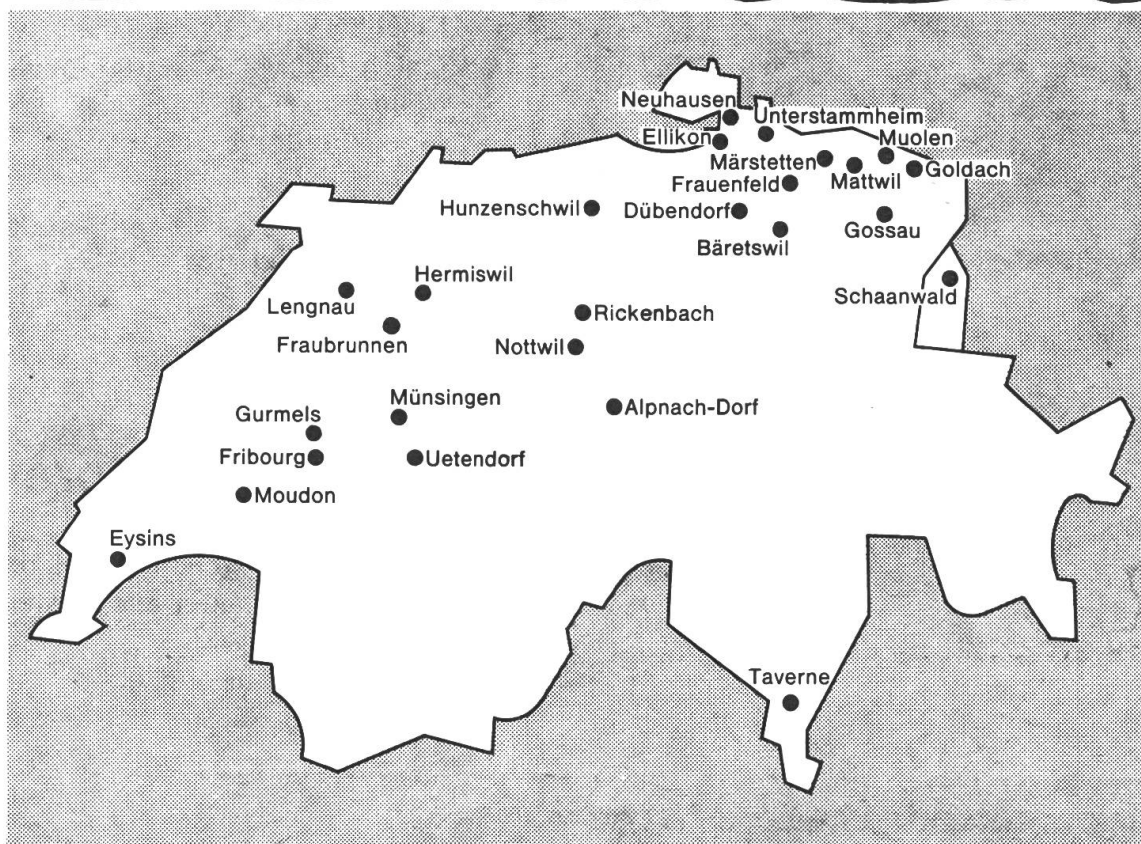 Neuhausen
Unterstammheim
Ellikon
Muolen
Märstetten
Goldach
Frauenfeld
Mattwil
Hunzenschwil
Dübendorf
Gossau
Bäretswil
Hermiswil
Schaanwald
Lengnau
Rickenbach
Fraubrunnen
Nottwil
Münsingen
Alpnach-Dorf
Gurmels
Fribourg
Uetendorf
Moudon
Eysins
Taverne